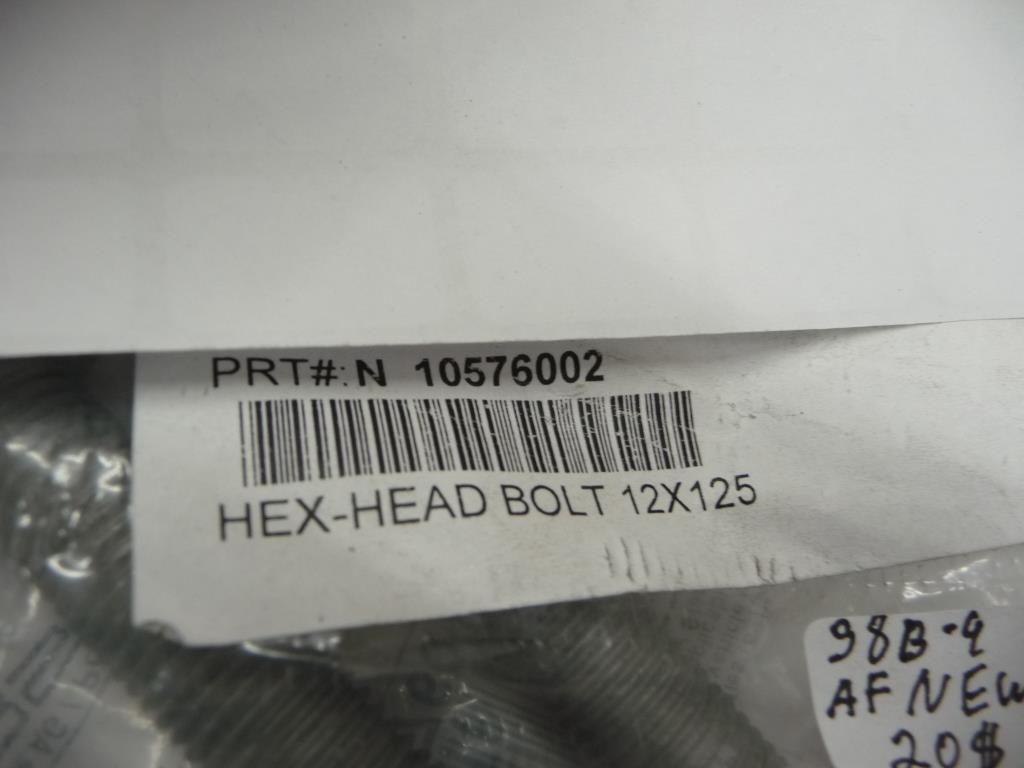 PRT#: N 10576002
HEX-HEAD BOLT 12X125
98B-9
AF NEW
20$